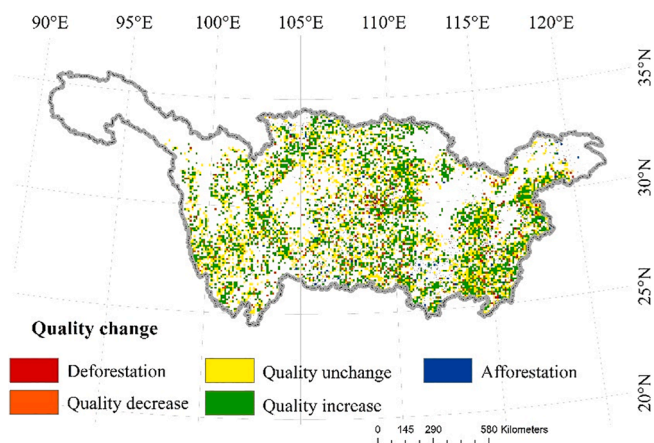 90°E 95°E 100°E 105°E 110°E 115°E 120°E
35°N
30°N
25°N
20°N
Quality change
Deforestation Quality unchange Afforestation
Quality decrease Quality increase
0 145 290 580 Kilometers